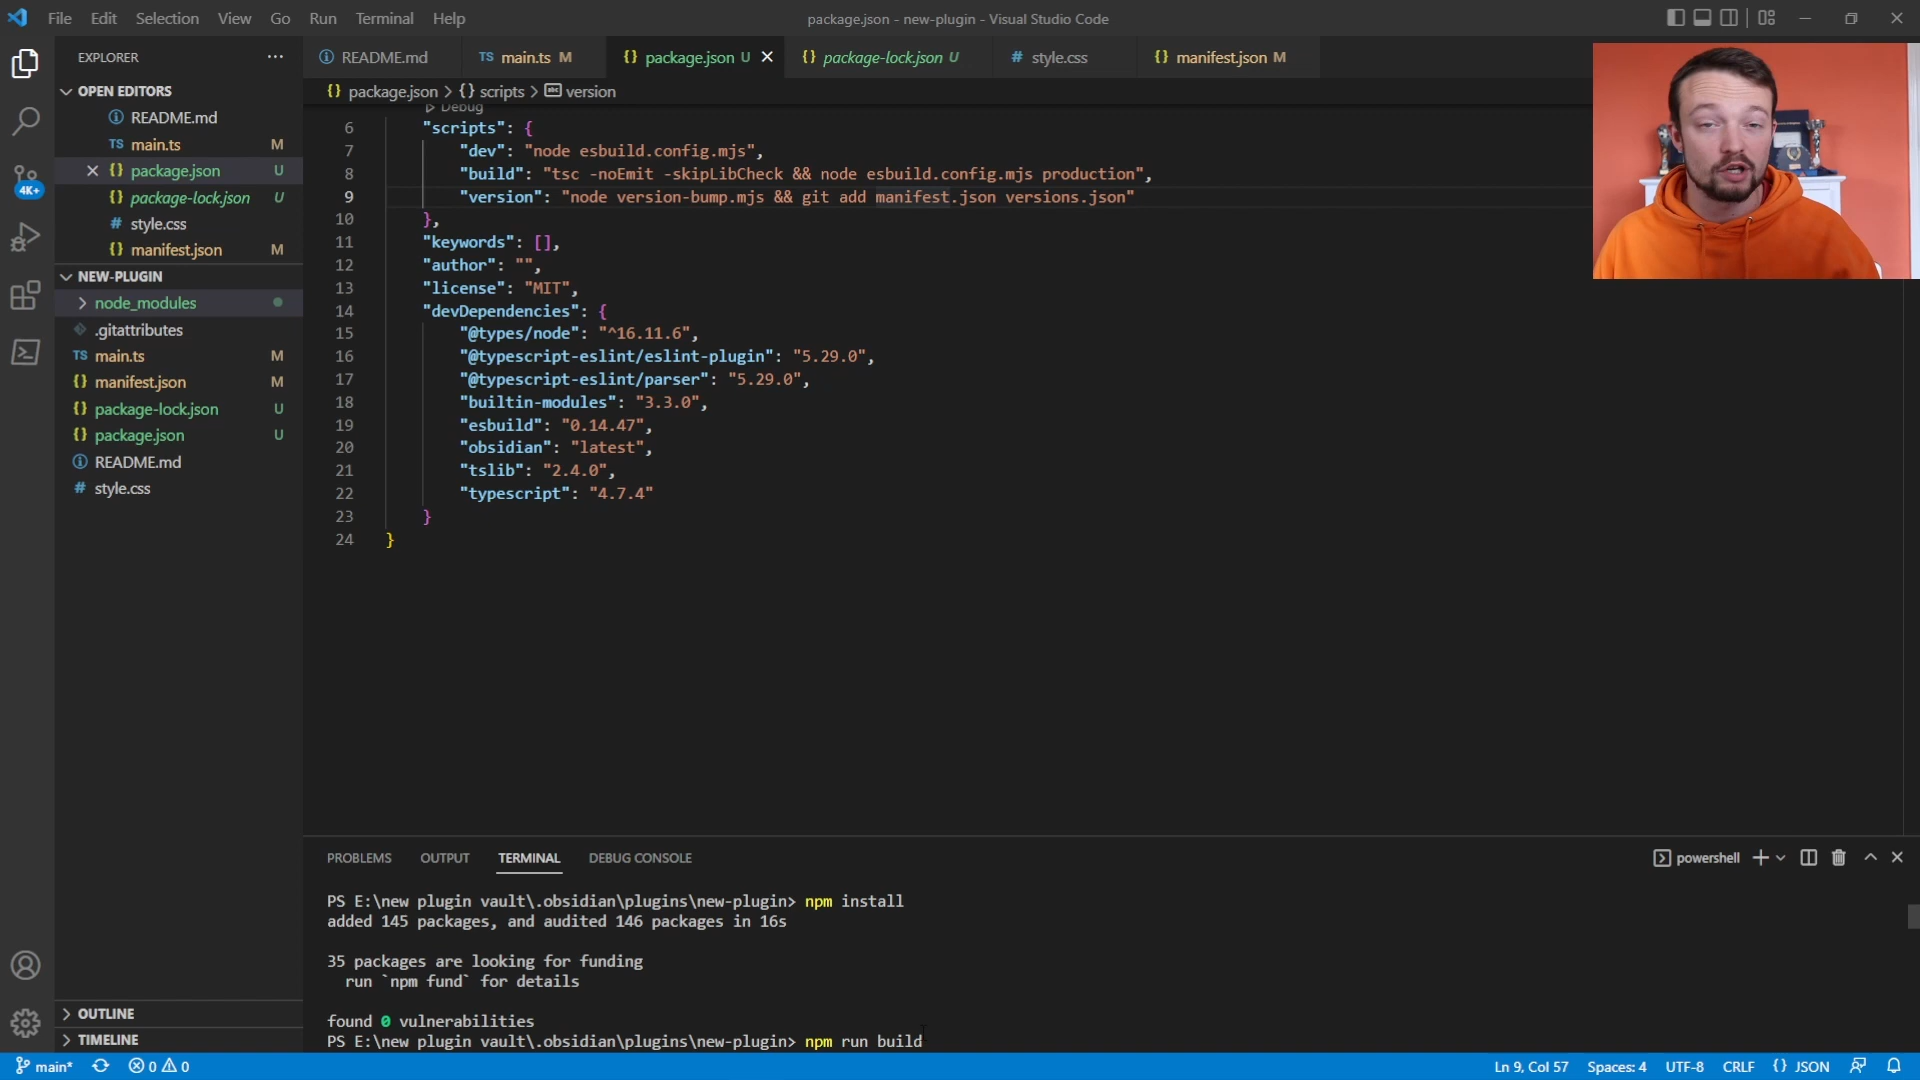 File Edit Selection View Go Run Terminal Help
package.json - new-plugin - Visual Studio Code
EXPLORER
README.md
TS main.ts M
{} package.json U
{} package-lock.json U
# style.css
{} manifest.json M
OPEN EDITORS
README.md
TS main.ts M
{} package.json U
{} package-lock.json U
# style.css
{} manifest.json M
4K+
NEW-PLUGIN
node_modules
.gitattributes
TS main.ts M
{} manifest.json M
{} package-lock.json U
{} package.json U
README.md
# style.css
OUTLINE
TIMELINE
{} package.json > {} scripts > abc version
Debug
6 "scripts": {
7 "dev": "node esbuild.config.mjs",
8 "build": "tsc -noEmit -skipLibCheck && node esbuild.config.mjs production",
9 "version": "node version-bump.mjs && git add manifest.json versions.json"
10 },
11 "keywords": [],
12 "author": "",
13 "license": "MIT",
14 "devDependencies": {
15 "@types/node": "^16.11.6",
16 "@typescript-eslint/eslint-plugin": "5.29.0",
17 "@typescript-eslint/parser": "5.29.0",
18 "builtin-modules": "3.3.0",
19 "esbuild": "0.14.47",
20 "obsidian": "latest",
21 "tslib": "2.4.0",
22 "typescript": "4.7.4"
23 }
24 }
PROBLEMS OUTPUT TERMINAL DEBUG CONSOLE
powershell
PS E:\new plugin vault\.obsidian\plugins\new-plugin> npm install
added 145 packages, and audited 146 packages in 16s
35 packages are looking for funding
run `npm fund` for details
found 0 vulnerabilities
PS E:\new plugin vault\.obsidian\plugins\new-plugin> npm run build
main* 0 0
Ln 9, Col 57 Spaces: 4 UTF-8 CRLF {} JSON